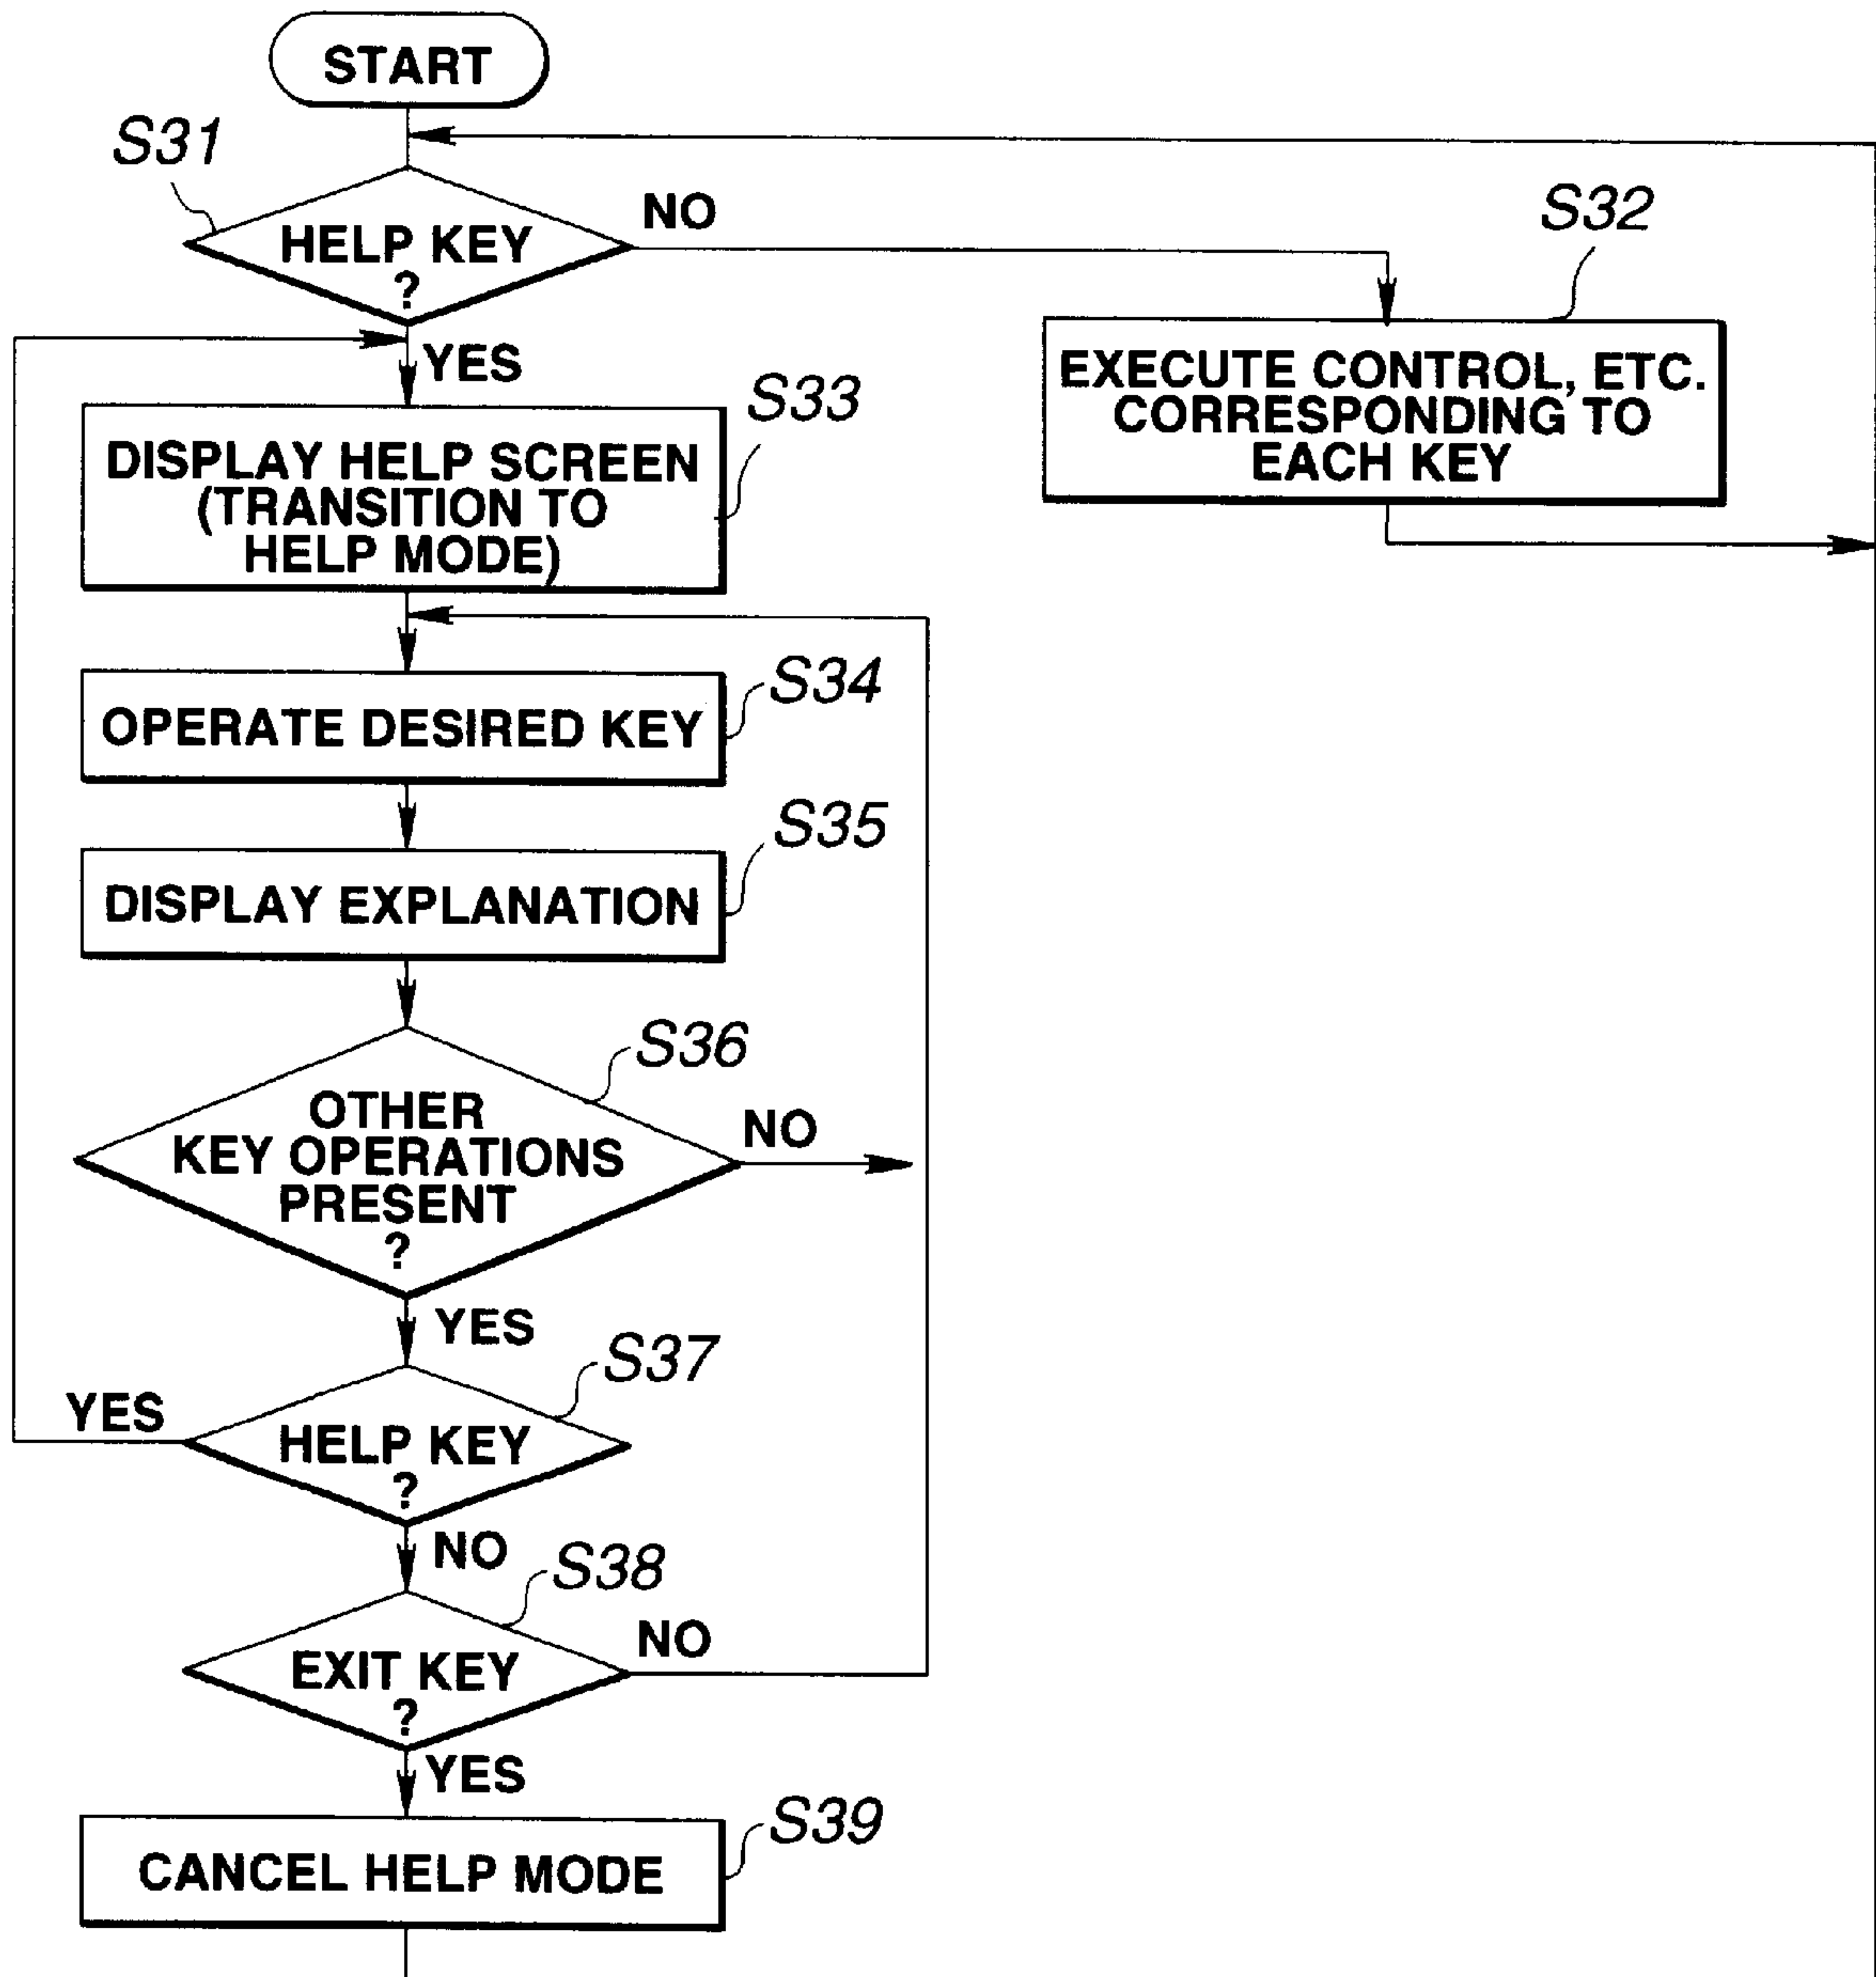 START
S31
HELP KEY
?
NO
S32
EXECUTE CONTROL, ETC.
CORRESPONDING TO
EACH KEY
YES
S33
DISPLAY HELP SCREEN
(TRANSITION TO
HELP MODE)
S34
OPERATE DESIRED KEY
S35
DISPLAY EXPLANATION
S36
OTHER
KEY OPERATIONS
PRESENT
?
NO
YES
S37
HELP KEY
?
YES
NO
S38
EXIT KEY
?
NO
YES
S39
CANCEL HELP MODE